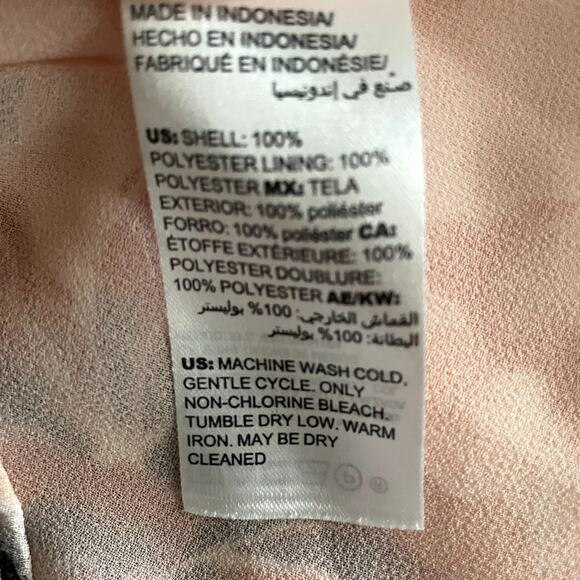 MADE IN INDONESIA/
HECHO EN INDONESIA/
FABRIQUÉ EN INDONÉSIE/
صنع في إندونيسيا
US: SHELL: 100%
POLYESTER LINING: 100%
POLYESTER MX: TELA
EXTERIOR: 100% poliéster
FORRO: 100% poliéster CA:
ÉTOFFE EXTÉRIEURE: 100%
POLYESTER DOUBLURE:
100% POLYESTER AE/KW:
القماش الخارجي: 100% بوليستر
البطانة: 100% بوليستر
US: MACHINE WASH COLD.
GENTLE CYCLE. ONLY
NON-CHLORINE BLEACH.
TUMBLE DRY LOW. WARM
IRON. MAY BE DRY
CLEANED